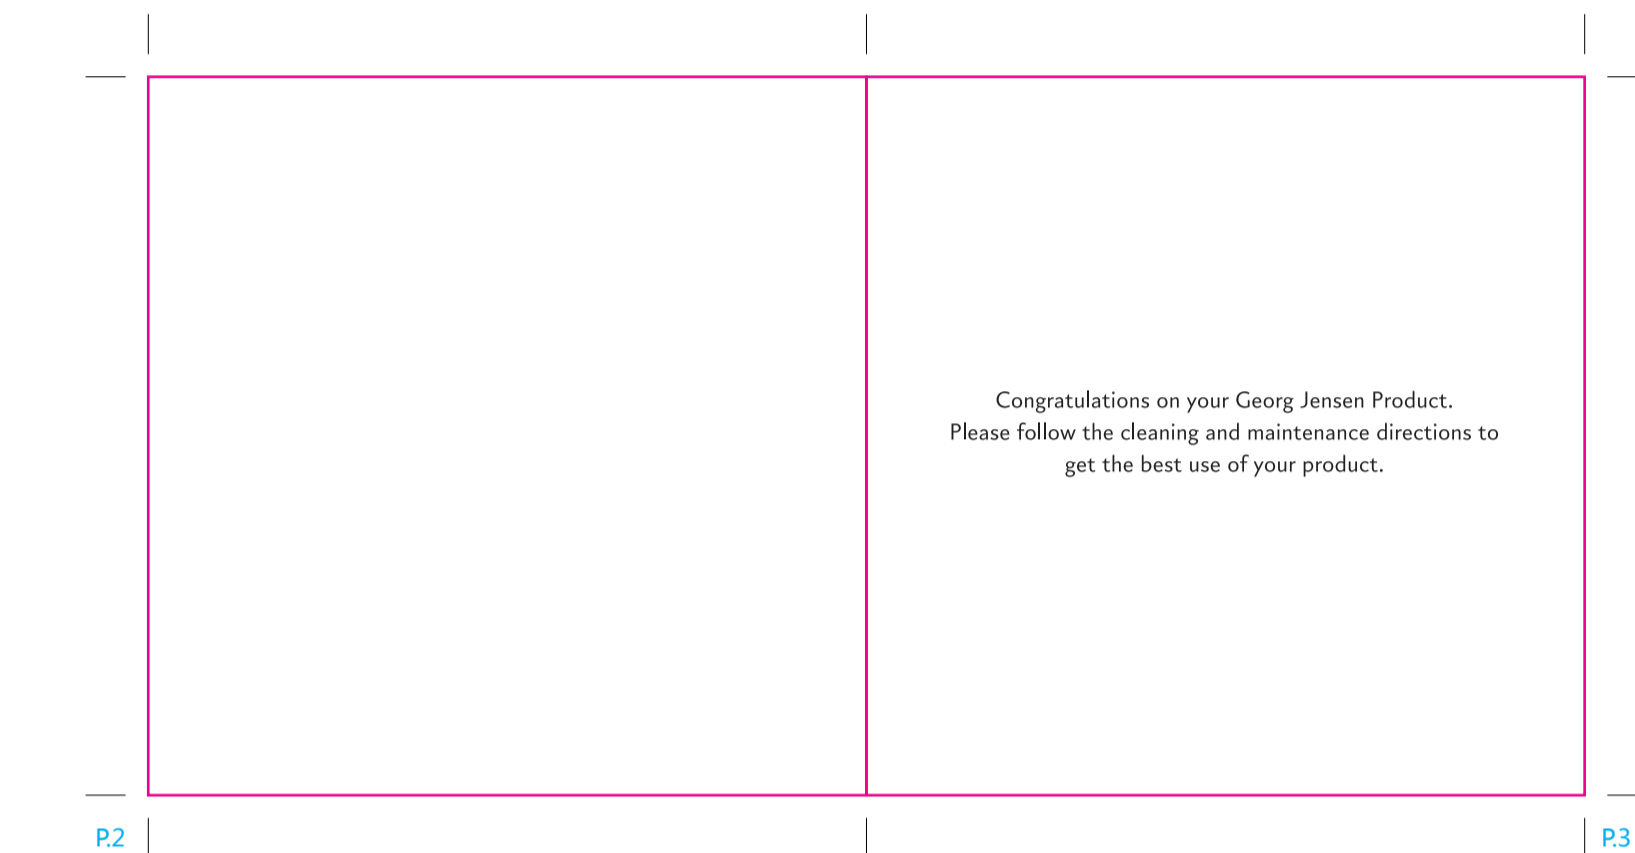 Congratulations on your Georg Jensen Product.
Please follow the cleaning and maintenance directions to
get the best use of your product.
P.2
P.3